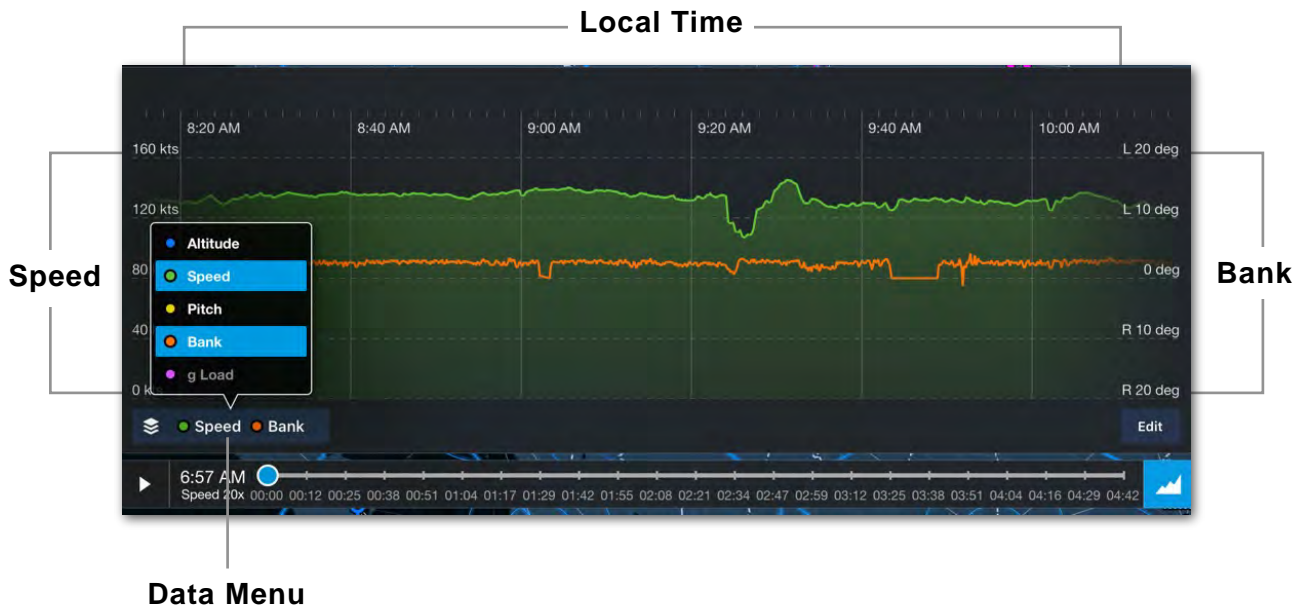 Local Time
8:20 AM 8:40 AM 9:00 AM 9:20 AM 9:40 AM 10:00 AM
160 kts L 20 deg
120 kts L 10 deg
Altitude
Speed 80 Speed 0 deg Bank
Pitch
40 Bank R 10 deg
g Load
0 R 20 deg
Speed Bank Edit
6:57 AM
Speed 20x 00:00 00:12 00:25 00:38 00:51 01:04 01:17 01:29 01:42 01:55 02:08 02:21 02:34 02:47 02:59 03:12 03:25 03:38 03:51 04:04 04:16 04:29 04:42
Data Menu